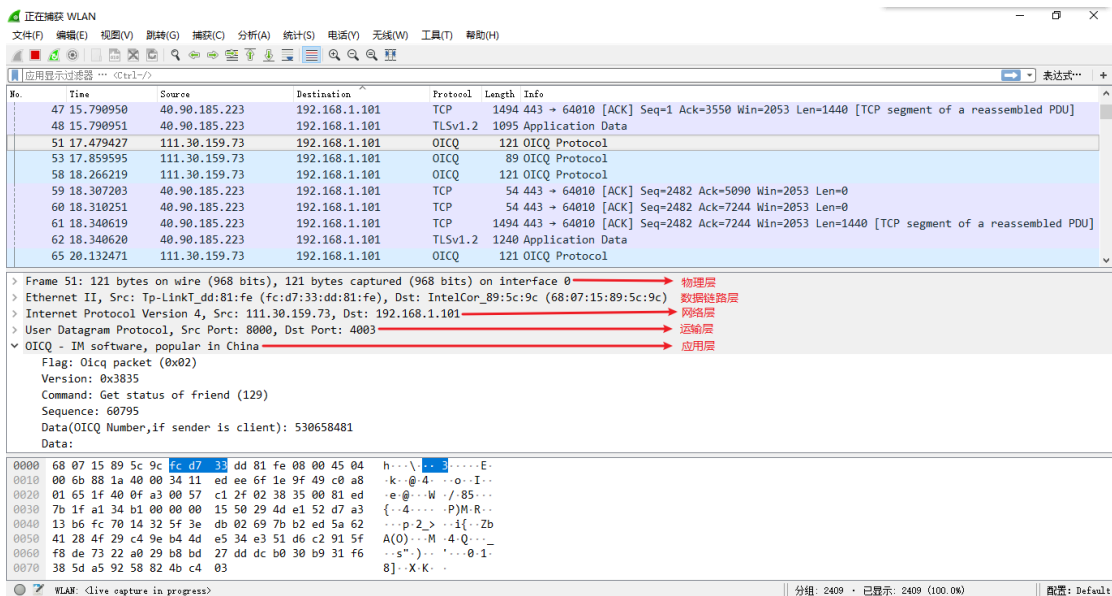 正在捕获 WLAN
文件(F) 编辑(E) 视图(V) 跳转(G) 捕获(C) 分析(A) 统计(S) 电话(Y) 无线(W) 工具(T) 帮助(H)
应用显示过滤器 … <Ctrl-/> 表达式… +
No. Time Source Destination Protocol Length Info
47 15.790950 40.90.185.223 192.168.1.101 TCP 1494 443 → 64010 [ACK] Seq=1 Ack=3550 Win=2053 Len=1440 [TCP segment of a reassembled PDU]
48 15.790951 40.90.185.223 192.168.1.101 TLSv1.2 1095 Application Data
51 17.479427 111.30.159.73 192.168.1.101 OICQ 121 OICQ Protocol
53 17.859595 111.30.159.73 192.168.1.101 OICQ 89 OICQ Protocol
58 18.266219 111.30.159.73 192.168.1.101 OICQ 121 OICQ Protocol
59 18.307203 40.90.185.223 192.168.1.101 TCP 54 443 → 64010 [ACK] Seq=2482 Ack=5090 Win=2053 Len=0
60 18.310251 40.90.185.223 192.168.1.101 TCP 54 443 → 64010 [ACK] Seq=2482 Ack=7244 Win=2053 Len=0
61 18.340619 40.90.185.223 192.168.1.101 TCP 1494 443 → 64010 [ACK] Seq=2482 Ack=7244 Win=2053 Len=1440 [TCP segment of a reassembled PDU]
62 18.340620 40.90.185.223 192.168.1.101 TLSv1.2 1240 Application Data
65 20.132471 111.30.159.73 192.168.1.101 OICQ 121 OICQ Protocol
Frame 51: 121 bytes on wire (968 bits), 121 bytes captured (968 bits) on interface 0 物理层
Ethernet II, Src: Tp-LinkT_dd:81:fe (fc:d7:33:dd:81:fe), Dst: IntelCor_89:5c:9c (68:07:15:89:5c:9c) 数据链路层
Internet Protocol Version 4, Src: 111.30.159.73, Dst: 192.168.1.101 网络层
User Datagram Protocol, Src Port: 8000, Dst Port: 4003 运输层
OICQ - IM software, popular in China 应用层
Flag: Oicq packet (0x02)
Version: 0x3835
Command: Get status of friend (129)
Sequence: 60795
Data(OICQ Number,if sender is client): 530658481
Data:
0000 68 07 15 89 5c 9c fc d7 33 dd 81 fe 08 00 45 04 h···\···3·····E·
0010 00 6b 88 1a 40 00 34 11 ed ee 6f 1e 9f 49 c0 a8 ·k··@·4···o··I··
0020 01 65 1f 40 0f a3 00 57 c1 2f 02 38 35 00 81 ed ·e·@···W·/·85···
0030 7b 1f a1 34 b1 00 00 00 15 50 29 4d e1 52 d7 a3 {··4·····P)M·R··
0040 13 b6 fc 70 14 32 5f 3e db 02 69 7b b2 ed 5a 62 ···p·2_>··i{··Zb
0050 41 28 4f 29 c4 9e b4 4d e5 34 e3 51 d6 c2 91 5f A(O)···M·4·Q···_
0060 f8 de 73 22 a0 29 b8 bd 27 dd dc b0 30 b9 31 f6 ··s"·)··'···0·1·
0070 38 5d a5 92 58 82 4b c4 03 8]··X·K··
WLAN: <live capture in progress> 分组: 2409 · 已显示: 2409 (100.0%) 配置: Default